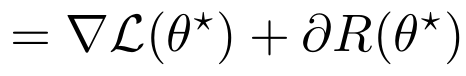 = ∇ℒ(θ⋆) + ∂R(θ⋆)